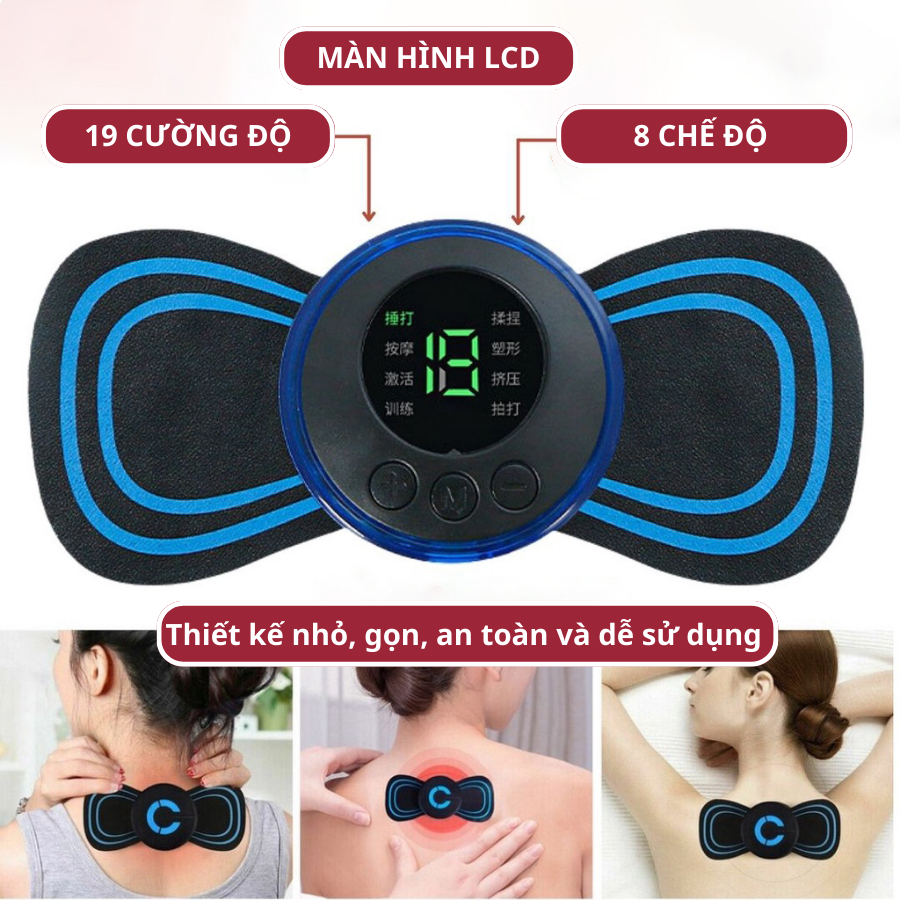 MÀN HÌNH LCD
19 CƯỜNG ĐỘ
8 CHẾ ĐỘ
捶打
揉捏
按摩
塑形
19
激活
挤压
训练
拍打
+
M
−
Thiết kế nhỏ, gọn, an toàn và dễ sử dụng